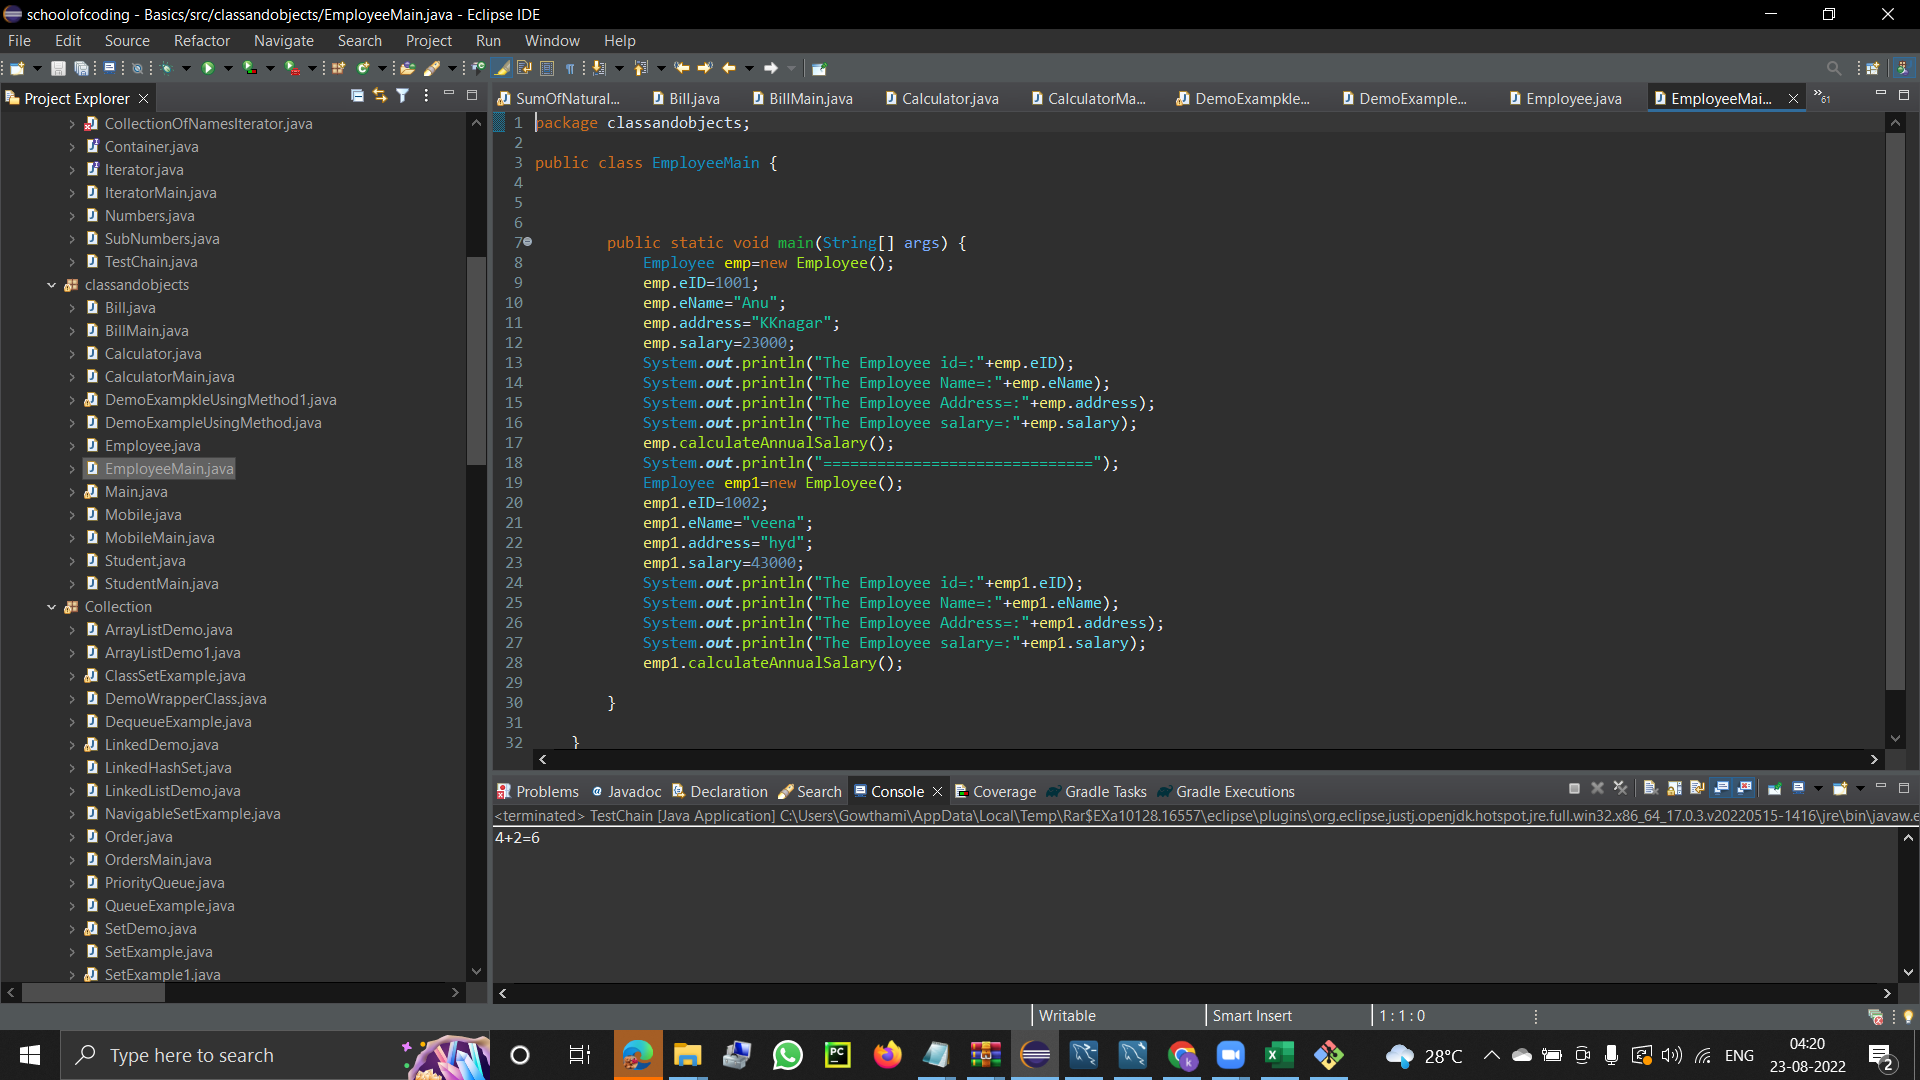 schoolofcoding - Basics/src/classandobjects/EmployeeMain.java - Eclipse IDE
File Edit Source Refactor Navigate Search Project Run Window Help
Project Explorer
CollectionOfNamesIterator.java
Container.java
Iterator.java
IteratorMain.java
Numbers.java
SubNumbers.java
TestChain.java
classandobjects
Bill.java
BillMain.java
Calculator.java
CalculatorMain.java
DemoExampkleUsingMethod1.java
DemoExampleUsingMethod.java
Employee.java
EmployeeMain.java
Main.java
Mobile.java
MobileMain.java
Student.java
StudentMain.java
Collection
ArrayListDemo.java
ArrayListDemo1.java
ClassSetExample.java
DemoWrapperClass.java
DequeueExample.java
LinkedDemo.java
LinkedHashSet.java
LinkedListDemo.java
NavigableSetExample.java
Order.java
OrdersMain.java
PriorityQueue.java
QueueExample.java
SetDemo.java
SetExample.java
SetExample1.java
SumOfNatural... Bill.java BillMain.java Calculator.java CalculatorMa... DemoExampkle... DemoExample... Employee.java EmployeeMai... »61
1 package classandobjects;
2
3 public class EmployeeMain {
4
5
6
7 public static void main(String[] args) {
8 Employee emp=new Employee();
9 emp.eID=1001;
10 emp.eName="Anu";
11 emp.address="KKnagar";
12 emp.salary=23000;
13 System.out.println("The Employee id=:"+emp.eID);
14 System.out.println("The Employee Name=:"+emp.eName);
15 System.out.println("The Employee Address=:"+emp.address);
16 System.out.println("The Employee salary=:"+emp.salary);
17 emp.calculateAnnualSalary();
18 System.out.println("==============================");
19 Employee emp1=new Employee();
20 emp1.eID=1002;
21 emp1.eName="veena";
22 emp1.address="hyd";
23 emp1.salary=43000;
24 System.out.println("The Employee id=:"+emp1.eID);
25 System.out.println("The Employee Name=:"+emp1.eName);
26 System.out.println("The Employee Address=:"+emp1.address);
27 System.out.println("The Employee salary=:"+emp1.salary);
28 emp1.calculateAnnualSalary();
29
30 }
31
32 }
Problems Javadoc Declaration Search Console Coverage Gradle Tasks Gradle Executions
<terminated> TestChain [Java Application] C:\Users\Gowthami\AppData\Local\Temp\Rar$EXa10128.16557\eclipse\plugins\org.eclipse.justj.openjdk.hotspot.jre.full.win32.x86_64_17.0.3.v20220515-1416\jre\bin\javaw.e
4+2=6
Writable Smart Insert 1 : 1 : 0
Type here to search
PC
k
28°C
ENG
04:20
23-08-2022
2